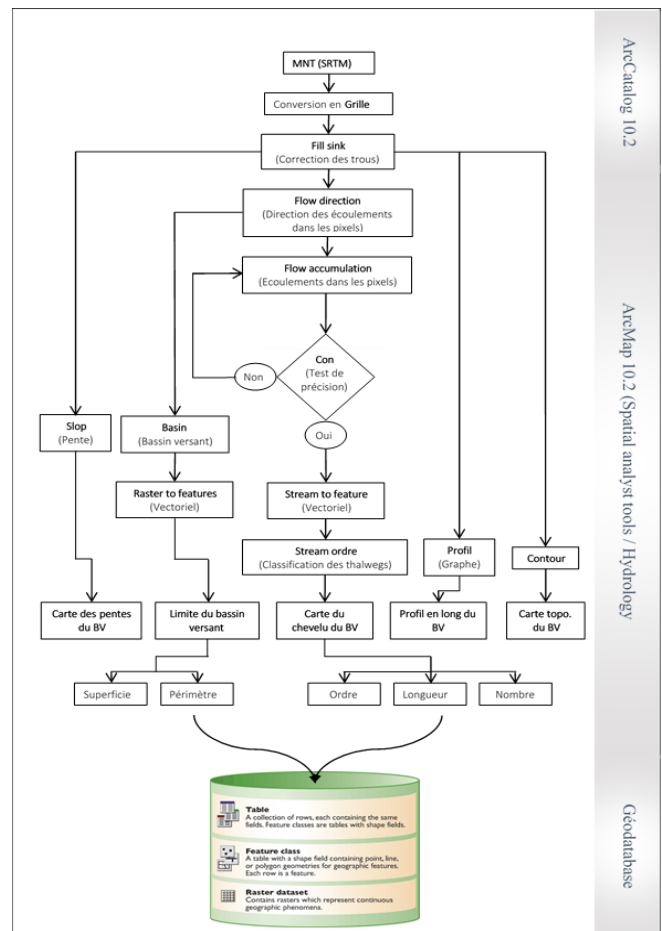 MNT (SRTM)
Conversion en Grille
Fill sink
(Correction des trous)
Flow direction
(Direction des écoulements
dans les pixels)
Flow accumulation
(Ecoulements dans les pixels)
Con
(Test de
précision)
Non
Oui
Slop
(Pente)
Basin
(Bassin versant)
Raster to features
(Vectoriel)
Stream to feature
(Vectoriel)
Stream ordre
(Classification des thalwegs)
Profil
(Graphe)
Contour
Carte des pentes
du BV
Limite du bassin
versant
Carte du
chevelu du BV
Profil en long du
BV
Carte topo.
du BV
Superficie
Périmètre
Ordre
Longueur
Nombre
Table
A collection of rows, each containing the same
fields. Feature classes are tables with shape fields.
Feature class
A table with a shape field containing point, line,
or polygon geometries for geographic features.
Each row is a feature.
Raster dataset
Contains rasters which represent continuous
geographic phenomena.
ArcCatalog 10.2
ArcMap 10.2 (Spatial analyst tools / Hydrology
Géodatabase